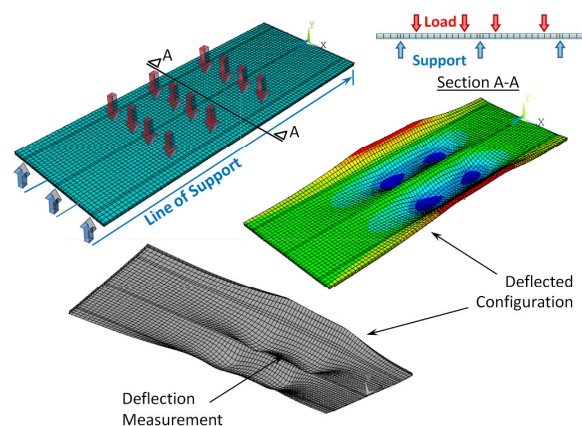 Y
X
A
A
Line of Support
Load
Support
Y
X
Section A-A
Deflected
Configuration
Deflection
Measurement